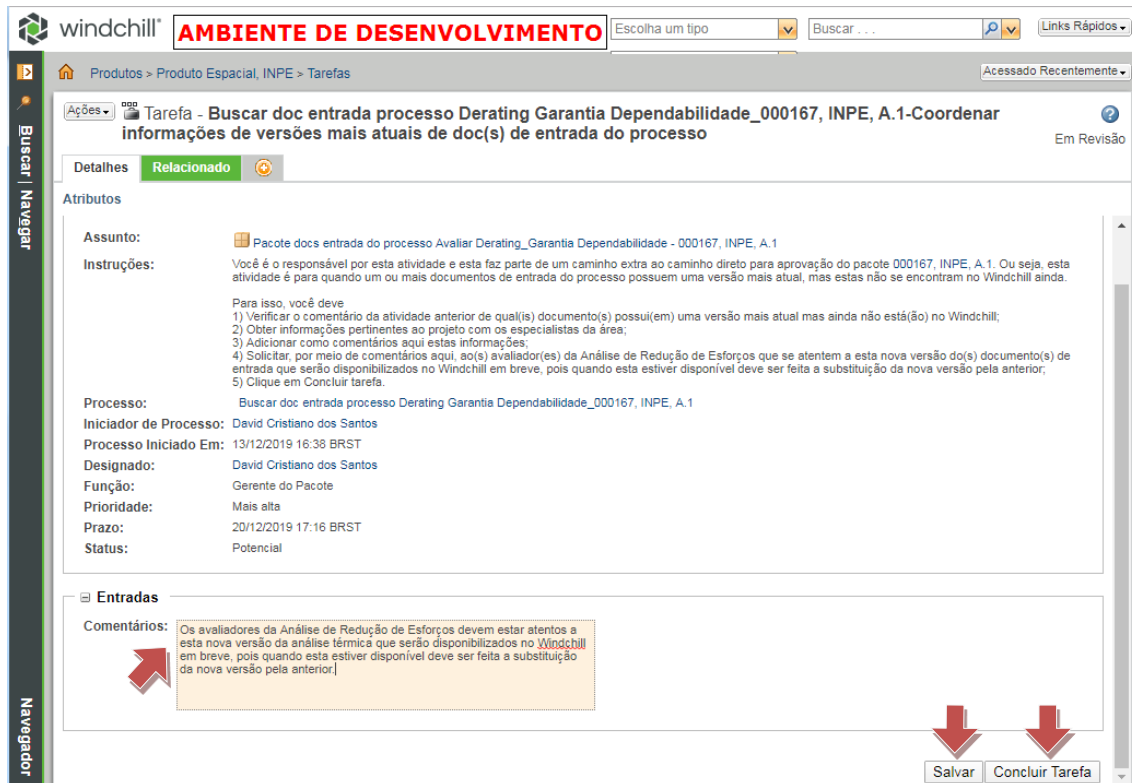 windchill®
AMBIENTE DE DESENVOLVIMENTO
Escolha um tipo
Buscar . . .
Links Rápidos
Produtos > Produto Espacial, INPE > Tarefas
Acessado Recentemente
Buscar | Navegar
Ações
Tarefa - Buscar doc entrada processo Derating Garantia Dependabilidade_000167, INPE, A.1-Coordenar
informações de versões mais atuais de doc(s) de entrada do processo
Em Revisão
Detalhes
Relacionado
Atributos
Assunto:
Pacote docs entrada do processo Avaliar Derating_Garantia Dependabilidade - 000167, INPE, A.1
Instruções:
Você é o responsável por esta atividade e esta faz parte de um caminho extra ao caminho direto para aprovação do pacote 000167, INPE, A.1. Ou seja, esta
atividade é para quando um ou mais documentos de entrada do processo possuem uma versão mais atual, mas estas não se encontram no Windchill ainda.
Para isso, você deve
1) Verificar o comentário da atividade anterior de qual(is) documento(s) possui(em) uma versão mais atual mas ainda não está(ão) no Windchill;
2) Obter informações pertinentes ao projeto com os especialistas da área;
3) Adicionar como comentários aqui estas informações;
4) Solicitar, por meio de comentários aqui, ao(s) avaliador(es) da Análise de Redução de Esforços que se atentem a esta nova versão do(s) documento(s) de
entrada que serão disponibilizados no Windchill em breve, pois quando esta estiver disponível deve ser feita a substituição da nova versão pela anterior;
5) Clique em Concluir tarefa.
Processo:
Buscar doc entrada processo Derating Garantia Dependabilidade_000167, INPE, A.1
Iniciador de Processo: David Cristiano dos Santos
Processo Iniciado Em: 13/12/2019 16:38 BRST
Designado: David Cristiano dos Santos
Função: Gerente do Pacote
Prioridade: Mais alta
Prazo: 20/12/2019 17:16 BRST
Status: Potencial
Entradas
Comentários:
Os avaliadores da Análise de Redução de Esforços devem estar atentos a
esta nova versão da análise térmica que serão disponibilizados no Windchill
em breve, pois quando esta estiver disponível deve ser feita a substituição
da nova versão pela anterior.
Navegador
Salvar
Concluir Tarefa